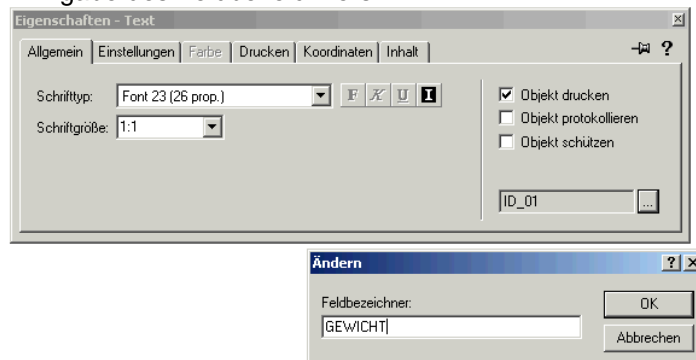 Eigenschaften - Text
Allgemein Einstellungen Farbe Drucken Koordinaten Inhalt ?
Schrifttyp: Font 23 (26 prop.) F K U I
Objekt drucken
Schriftgröße: 1:1
Objekt protokollieren
Objekt schützen
ID_01 ...
Ändern
Feldbezeichner:
OK
GEWICHT
Abbrechen